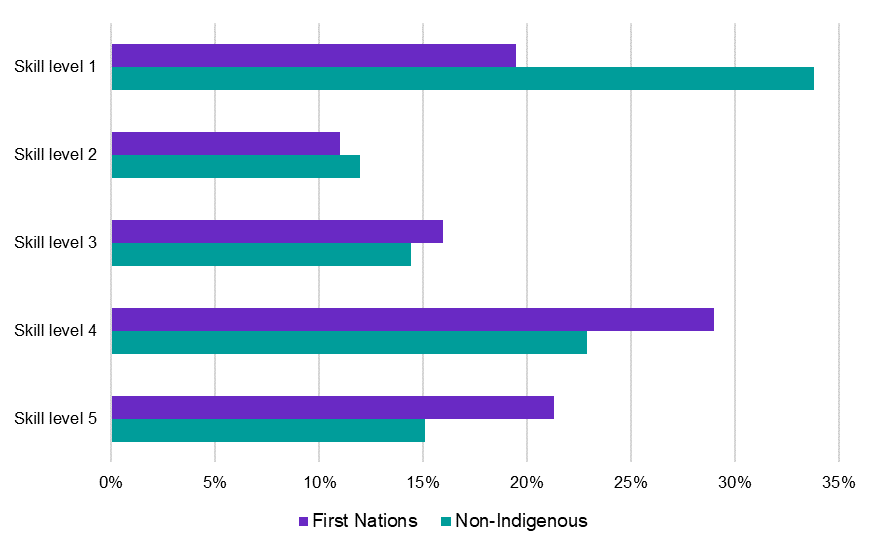 Skill level 1
Skill level 2
Skill level 3
Skill level 4
Skill level 5
0% 5% 10% 15% 20% 25% 30% 35%
First Nations Non-Indigenous